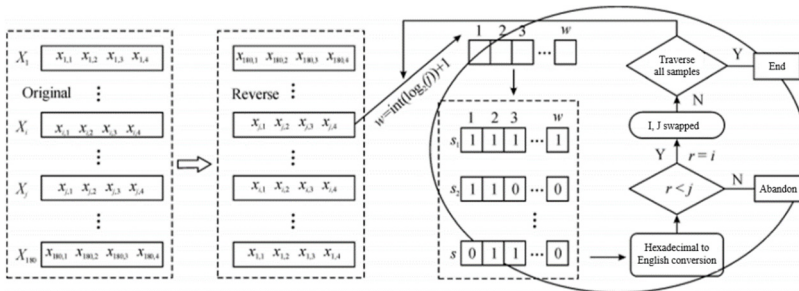 X₁ x₁,₁ x₁,₂ x₁,₃ x₁,₄
Original
Xᵢ xᵢ,₁ xᵢ,₂ xᵢ,₃ xᵢ,₄
Xⱼ xⱼ,₁ xⱼ,₂ xⱼ,₃ xⱼ,₄
X₁₈₀ x₁₈₀,₁ x₁₈₀,₂ x₁₈₀,₃ x₁₈₀,₄
x₁₈₀,₁ x₁₈₀,₂ x₁₈₀,₃ x₁₈₀,₄
Reverse
xⱼ,₁ xⱼ,₂ xⱼ,₃ xⱼ,₄
xᵢ,₁ xᵢ,₂ xᵢ,₃ xᵢ,₄
x₁,₁ x₁,₂ x₁,₃ x₁,₄
w=int(log₂(j))+1
1 2 3 w
1 2 3 w
s₁ 1 1 1 ⋯ 1
s₂ 1 1 0 ⋯ 0
s 0 1 1 ⋯ 0
Traverse
all samples
Y
End
N
I, J swapped
Y r = i
r < j
N
Abandon
Hexadecimal to
English conversion